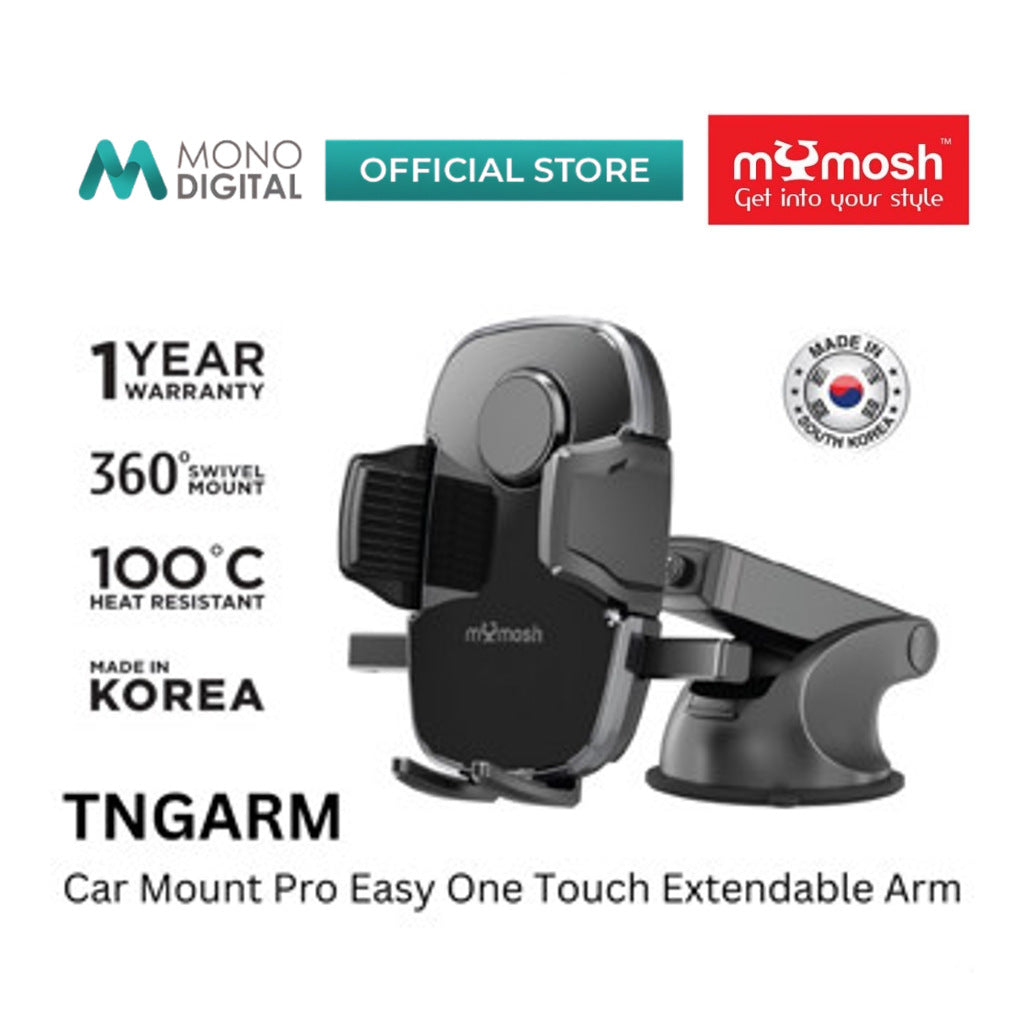 MONO
DIGITAL
OFFICIAL STORE
mymosh™
Get into your style
1 YEAR
WARRANTY
360° SWIVEL
MOUNT
100°C
HEAT RESISTANT
MADE IN
KOREA
MADE IN
SOUTH KOREA
mymosh
TNGARM
Car Mount Pro Easy One Touch Extendable Arm